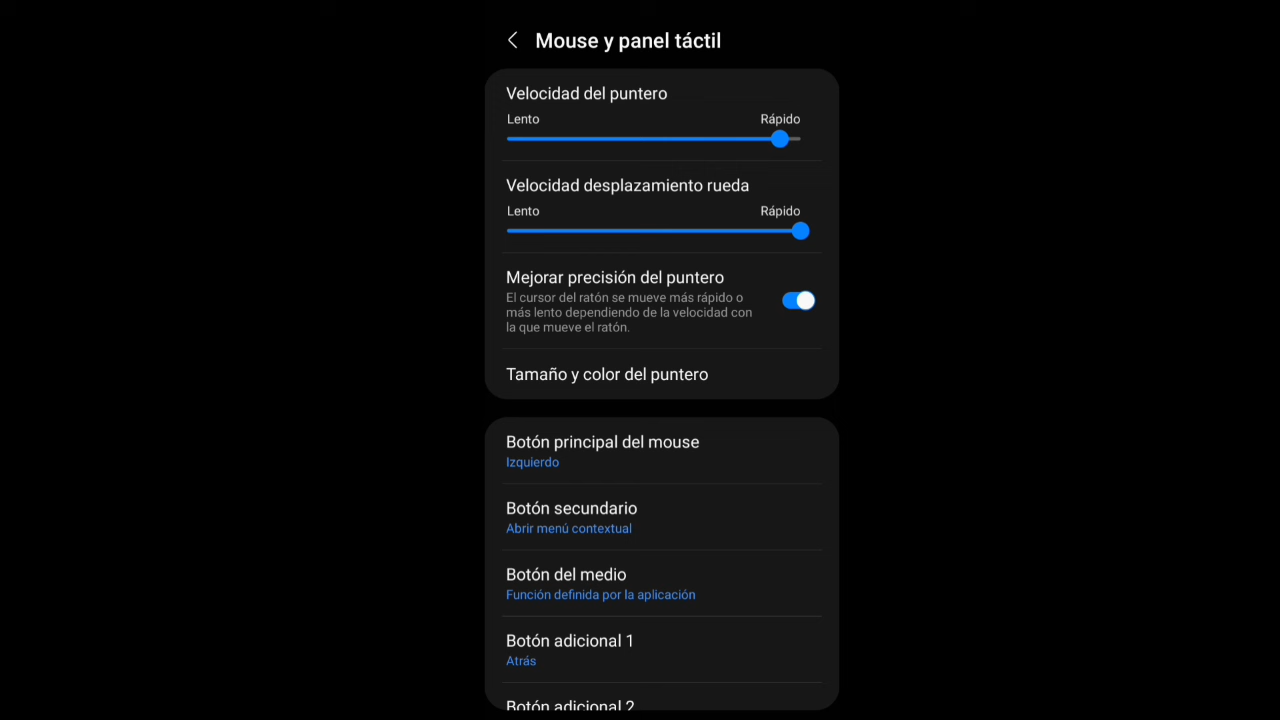 Mouse y panel táctil
Velocidad del puntero
Lento Rápido
Velocidad desplazamiento rueda
Lento Rápido
Mejorar precisión del puntero
El cursor del ratón se mueve más rápido o
más lento dependiendo de la velocidad con
la que mueve el ratón.
Tamaño y color del puntero
Botón principal del mouse
Izquierdo
Botón secundario
Abrir menú contextual
Botón del medio
Función definida por la aplicación
Botón adicional 1
Atrás
Botón adicional 2